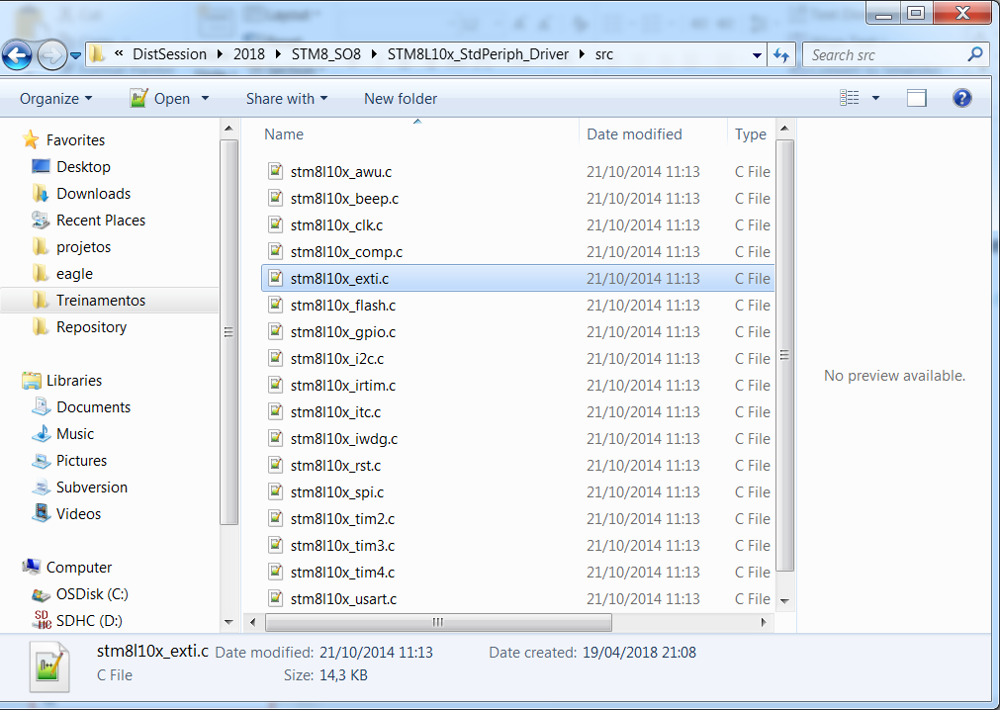 « DistSession ▸ 2018 ▸ STM8_SO8 ▸ STM8L10x_StdPeriph_Driver ▸ src
Search src
Organize Open Share with New folder
Favorites
Desktop
Downloads
Recent Places
projetos
eagle
Treinamentos
Repository
Libraries
Documents
Music
Pictures
Subversion
Videos
Computer
OSDisk (C:)
SDHC (D:)
Name Date modified Type
stm8l10x_awu.c 21/10/2014 11:13 C File
stm8l10x_beep.c 21/10/2014 11:13 C File
stm8l10x_clk.c 21/10/2014 11:13 C File
stm8l10x_comp.c 21/10/2014 11:13 C File
stm8l10x_exti.c 21/10/2014 11:13 C File
stm8l10x_flash.c 21/10/2014 11:13 C File
stm8l10x_gpio.c 21/10/2014 11:13 C File
stm8l10x_i2c.c 21/10/2014 11:13 C File
stm8l10x_irtim.c 21/10/2014 11:13 C File
stm8l10x_itc.c 21/10/2014 11:13 C File
stm8l10x_iwdg.c 21/10/2014 11:13 C File
stm8l10x_rst.c 21/10/2014 11:13 C File
stm8l10x_spi.c 21/10/2014 11:13 C File
stm8l10x_tim2.c 21/10/2014 11:13 C File
stm8l10x_tim3.c 21/10/2014 11:13 C File
stm8l10x_tim4.c 21/10/2014 11:13 C File
stm8l10x_usart.c 21/10/2014 11:13 C File
No preview available.
stm8l10x_exti.c Date modified: 21/10/2014 11:13 Date created: 19/04/2018 21:08
C File Size: 14,3 KB